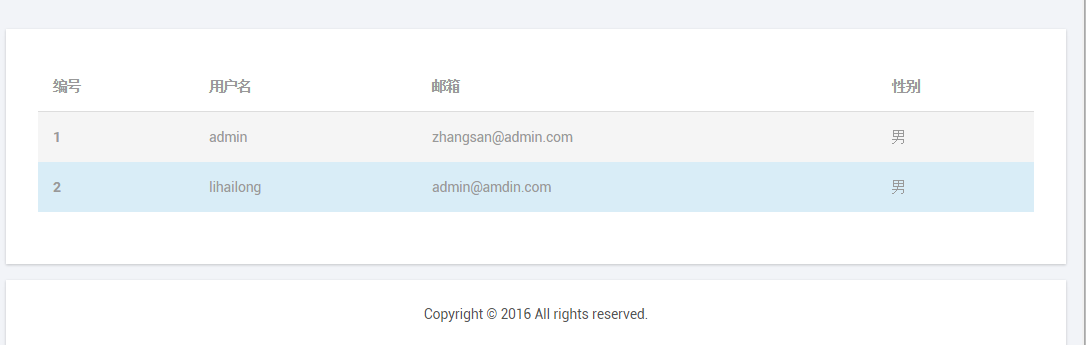 编号 用户名 邮箱 性别
1 admin zhangsan@admin.com 男
2 lihailong admin@amdin.com 男
Copyright © 2016 All rights reserved.